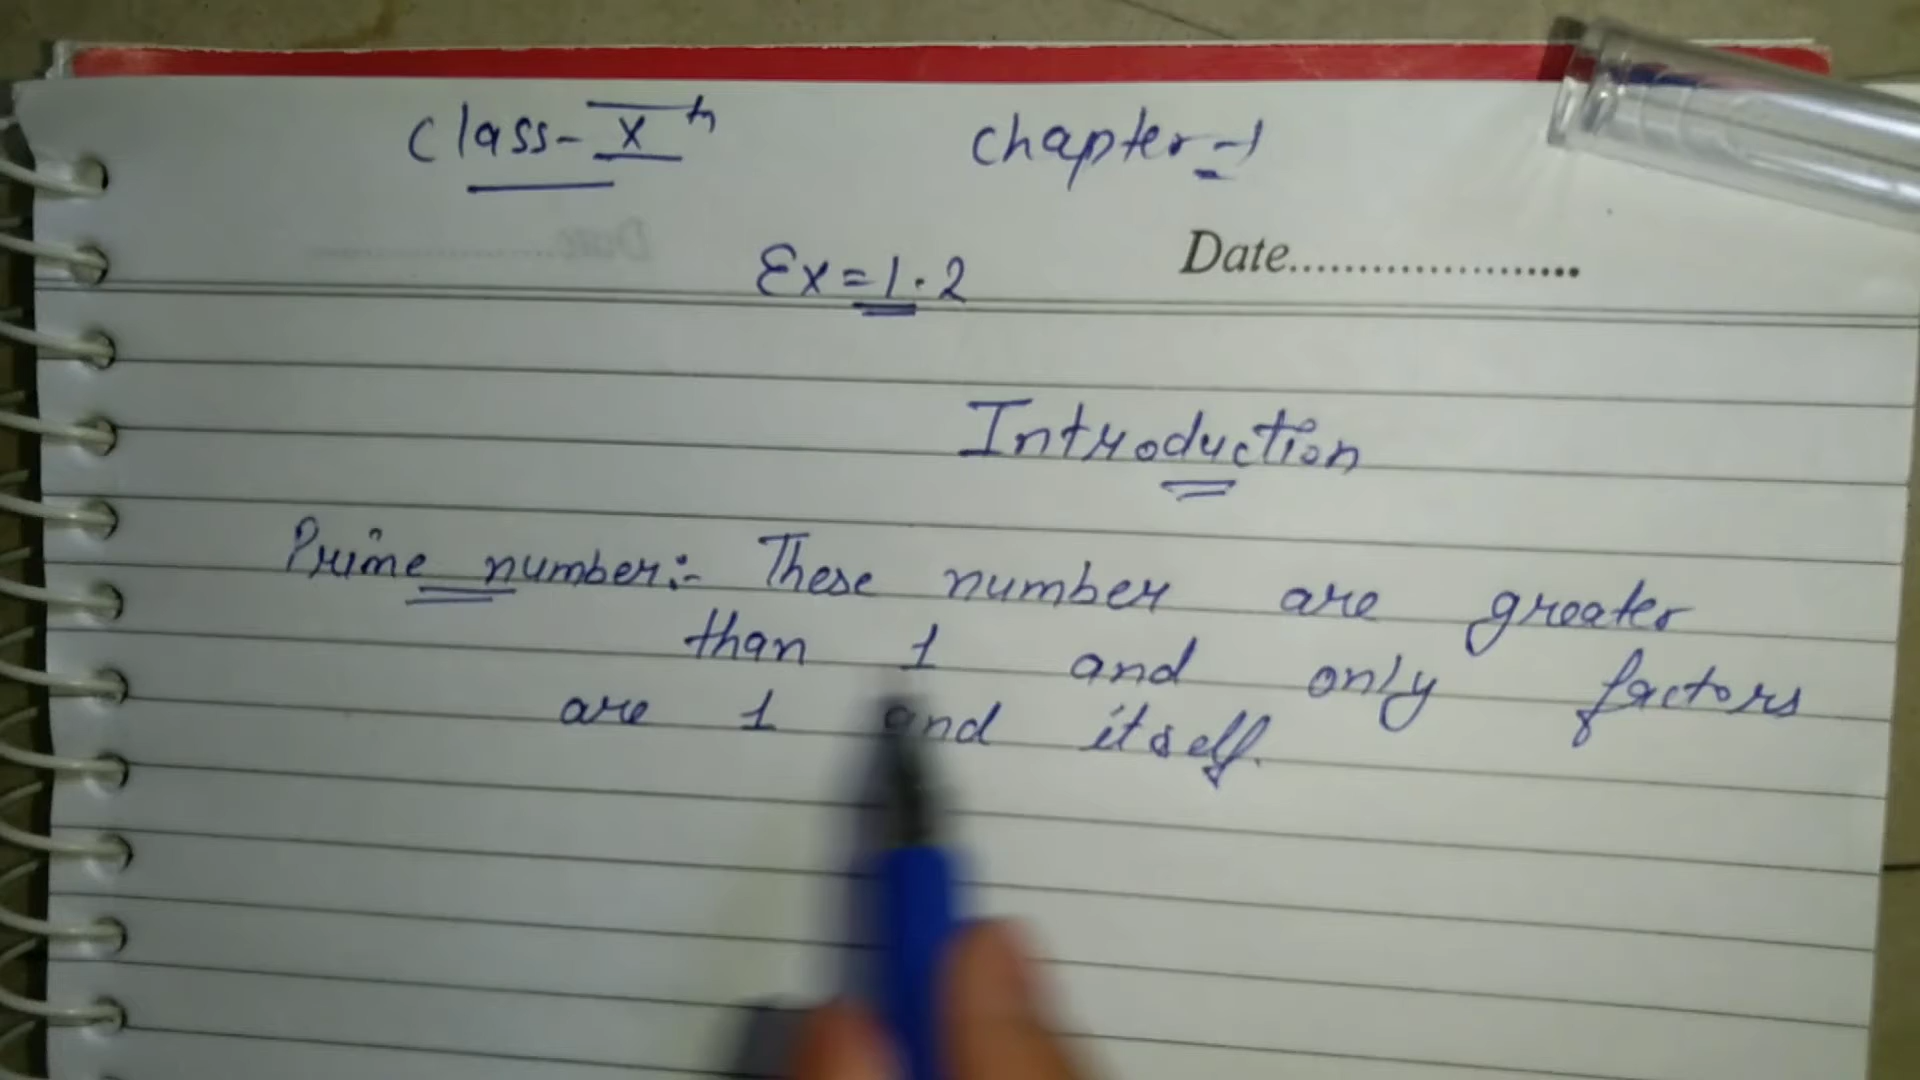 Class - Xth Chapter - 1
Date.....................
Ex = 1.2
Introduction
Prime number:- These number are greater
than 1 and only factors
are 1 and itself.